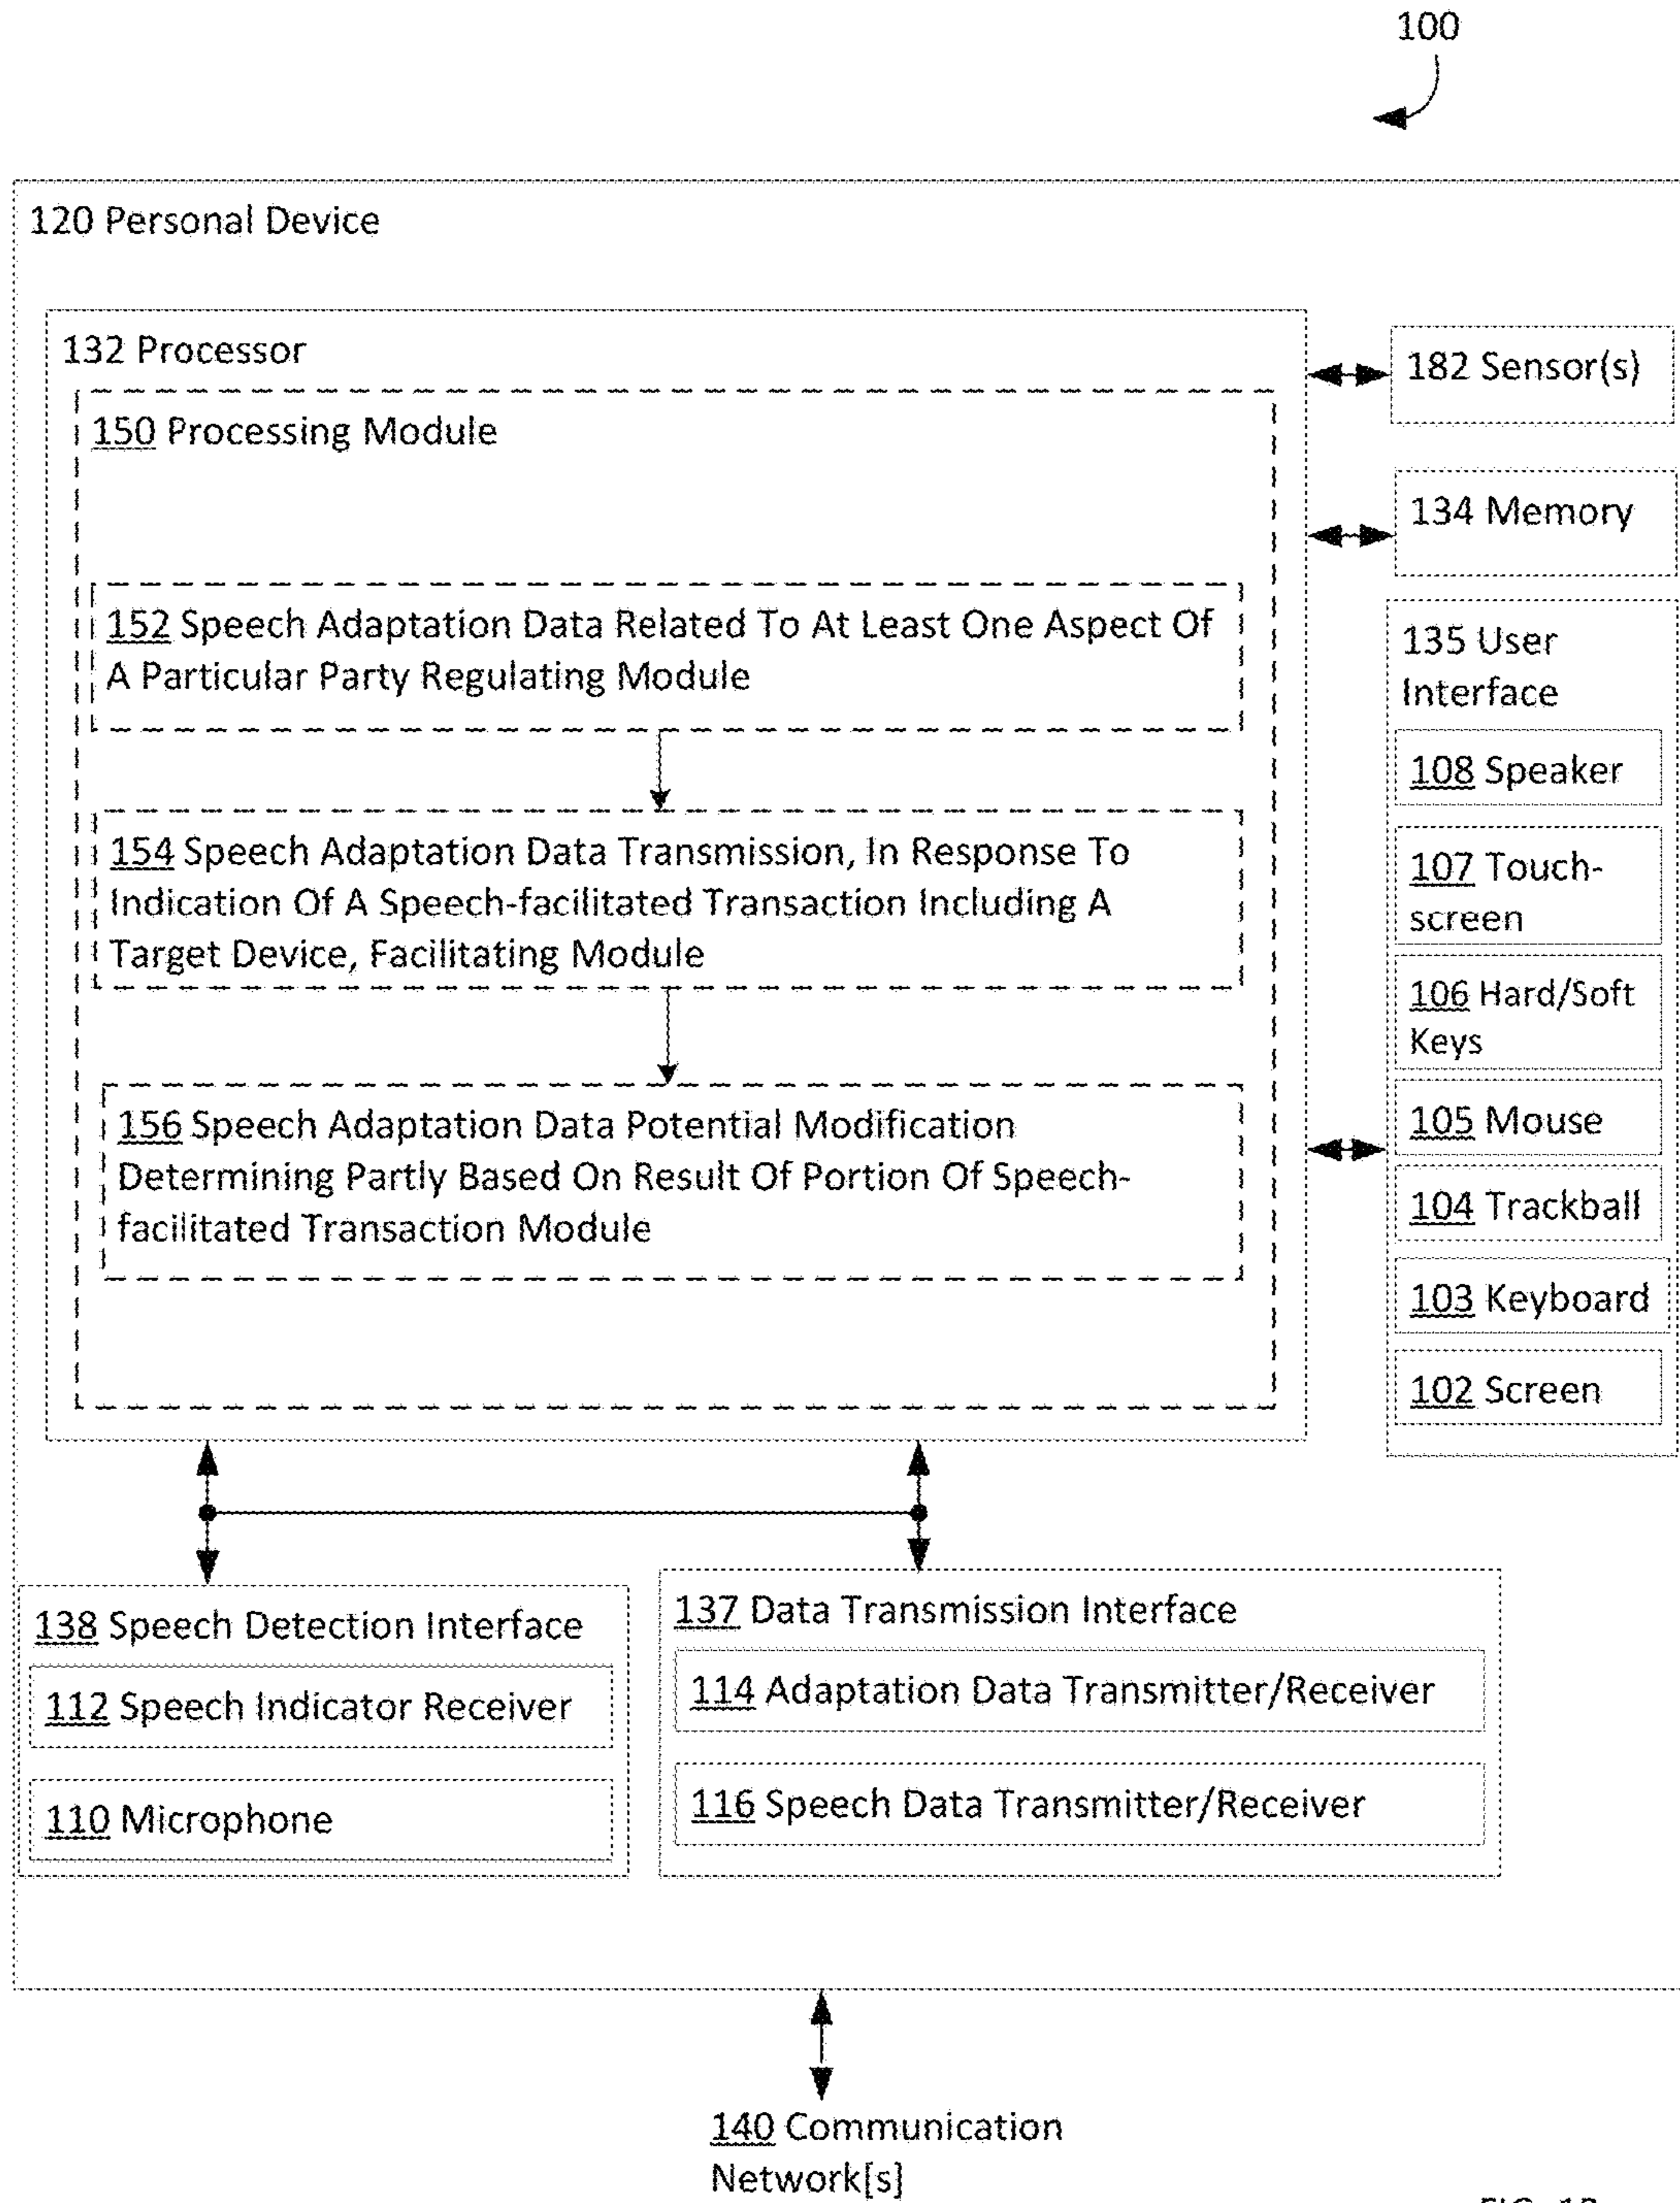 100
120 Personal Device
132 Processor
150 Processing Module
152 Speech Adaptation Data Related To At Least One Aspect Of
A Particular Party Regulating Module
154 Speech Adaptation Data Transmission, In Response To
Indication Of A Speech-facilitated Transaction Including A
Target Device, Facilitating Module
156 Speech Adaptation Data Potential Modification
Determining Partly Based On Result Of Portion Of Speech-
facilitated Transaction Module
182 Sensor(s)
134 Memory
135 User
Interface
108 Speaker
107 Touch-
screen
106 Hard/Soft
Keys
105 Mouse
104 Trackball
103 Keyboard
102 Screen
138 Speech Detection Interface
112 Speech Indicator Receiver
110 Microphone
137 Data Transmission Interface
114 Adaptation Data Transmitter/Receiver
116 Speech Data Transmitter/Receiver
140 Communication
Network[s]